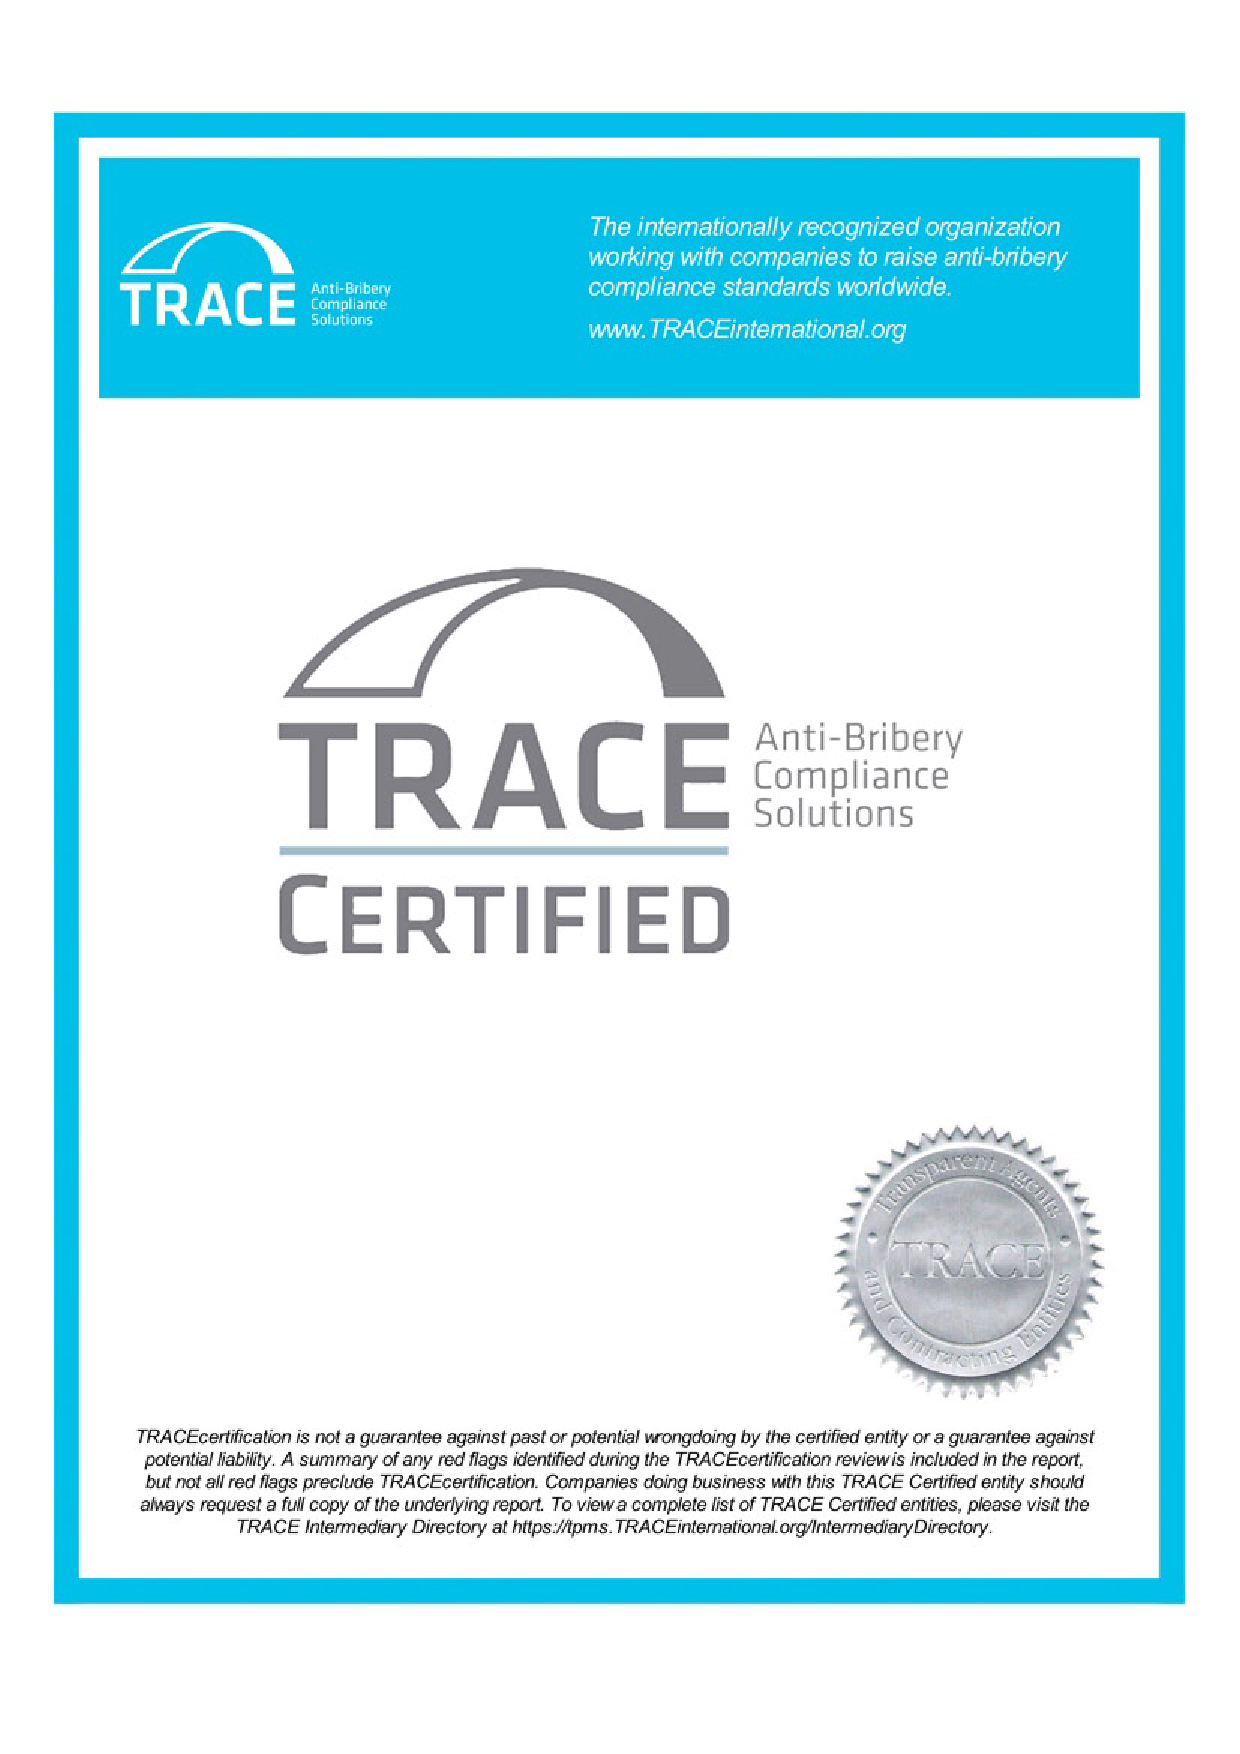 The internationally recognized organization
working with companies to raise anti-bribery
compliance standards worldwide.
www.TRACEinternational.org
TRACE
Anti-Bribery
Compliance
Solutions
TRACE
Anti-Bribery
Compliance
Solutions
CERTIFIED
Transparent Agents
TRACE
and Contracting Entities
TRACEcertification is not a guarantee against past or potential wrongdoing by the certified entity or a guarantee against
potential liability. A summary of any red flags identified during the TRACEcertification review is included in the report,
but not all red flags preclude TRACEcertification. Companies doing business with this TRACE Certified entity should
always request a full copy of the underlying report. To view a complete list of TRACE Certified entities, please visit the
TRACE Intermediary Directory at https://tpms.TRACEinternational.org/IntermediaryDirectory.